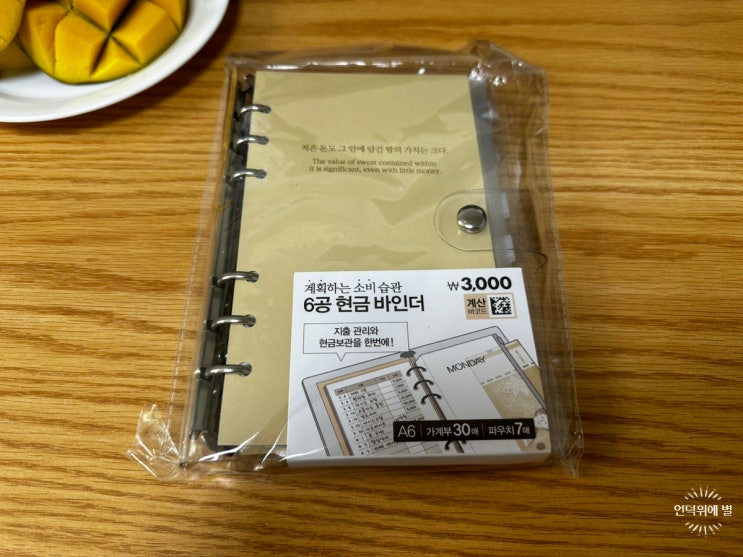 적은 돈도 그 안에 담긴 땀의 가치는 크다.
The value of sweat contained within
it is significant, even with little money.
계획하는 소비 습관
6공 현금 바인더
₩3,000
계산
바코드
지출 관리와
현금보관을 한번에!
MONDAY
A6 가계부 30매 파우치 7매
언덕위에 별